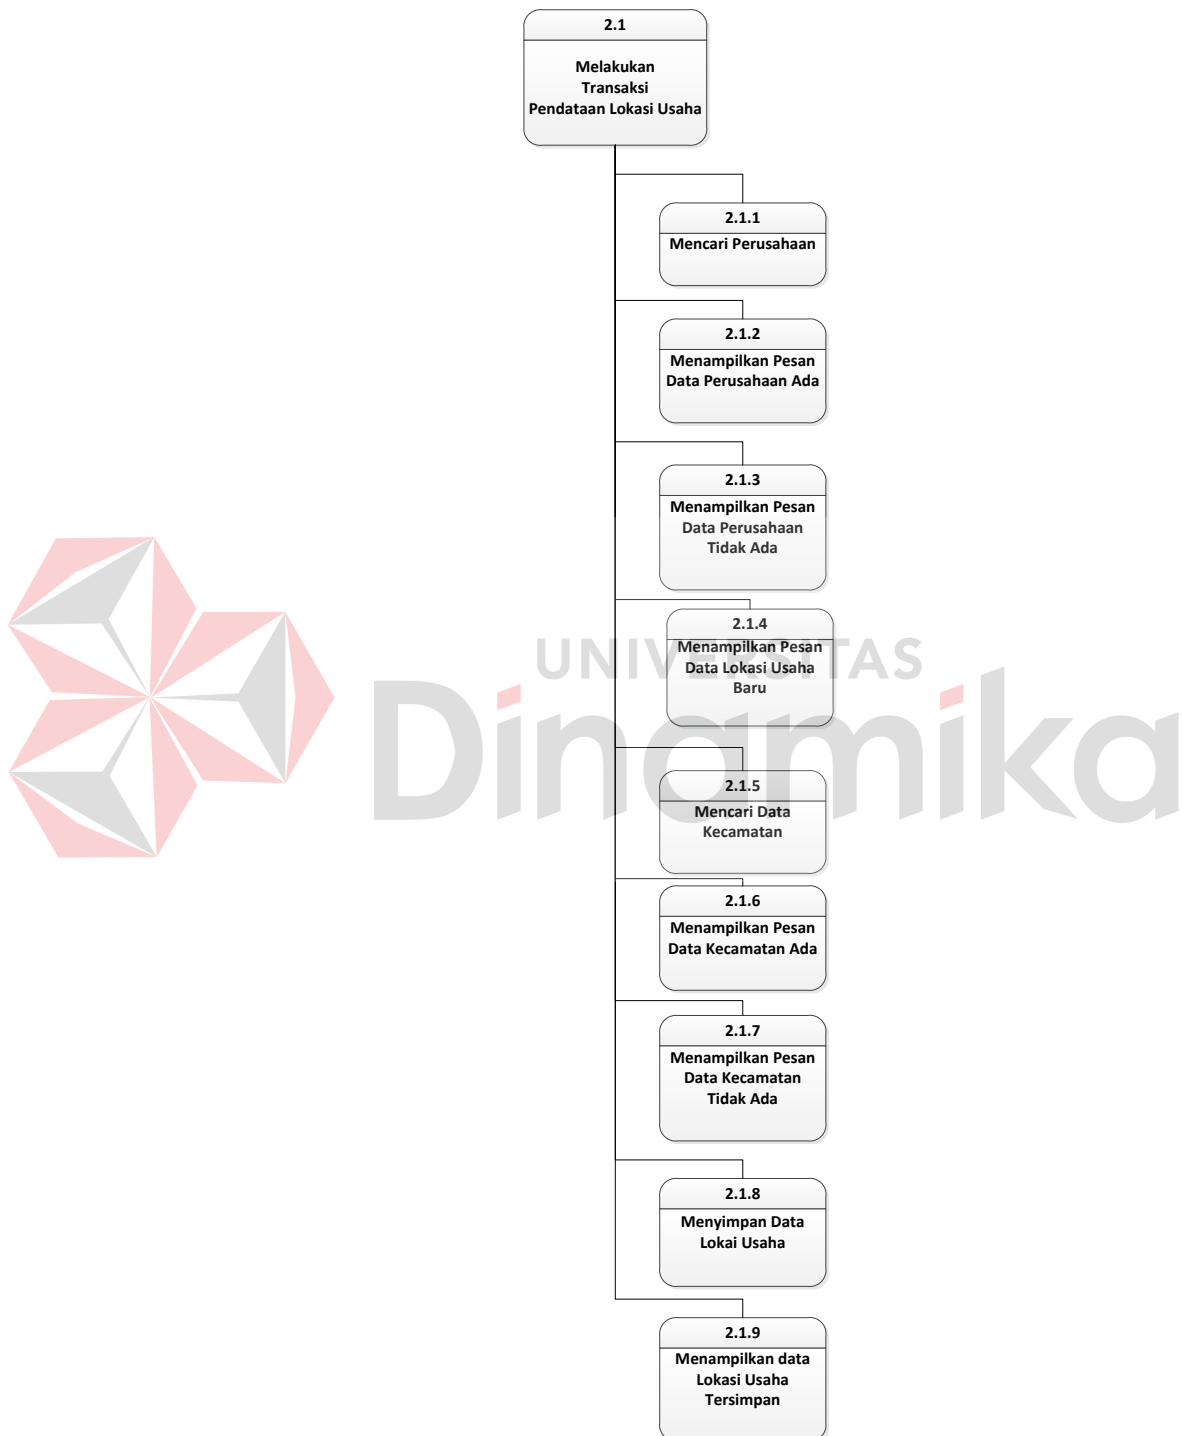 2.1
Melakukan
Transaksi
Pendataan Lokasi Usaha
2.1.1
Mencari Perusahaan
2.1.2
Menampilkan Pesan
Data Perusahaan Ada
2.1.3
Menampilkan Pesan
Data Perusahaan
Tidak Ada
2.1.4
Menampilkan Pesan
Data Lokasi Usaha
Baru
UNIVERSITAS
Dinamika
2.1.5
Mencari Data
Kecamatan
2.1.6
Menampilkan Pesan
Data Kecamatan Ada
2.1.7
Menampilkan Pesan
Data Kecamatan
Tidak Ada
2.1.8
Menyimpan Data
Lokai Usaha
2.1.9
Menampilkan data
Lokasi Usaha
Tersimpan